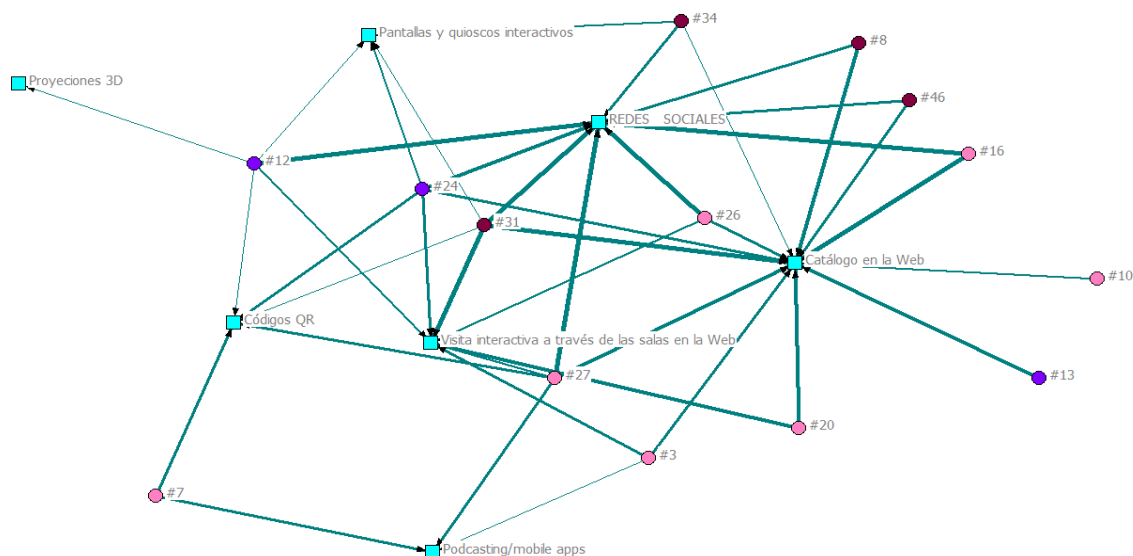 #34
Pantallas y quioscos interactivos
#8
Proyeciones 3D
#46
REDES SOCIALES
#16
#12
#24
#26
#31
Catálogo en la Web
#10
Códigos QR
Visita interactiva a través de las salas en la Web
#27
#13
#20
#3
#7
Podcasting/mobile apps